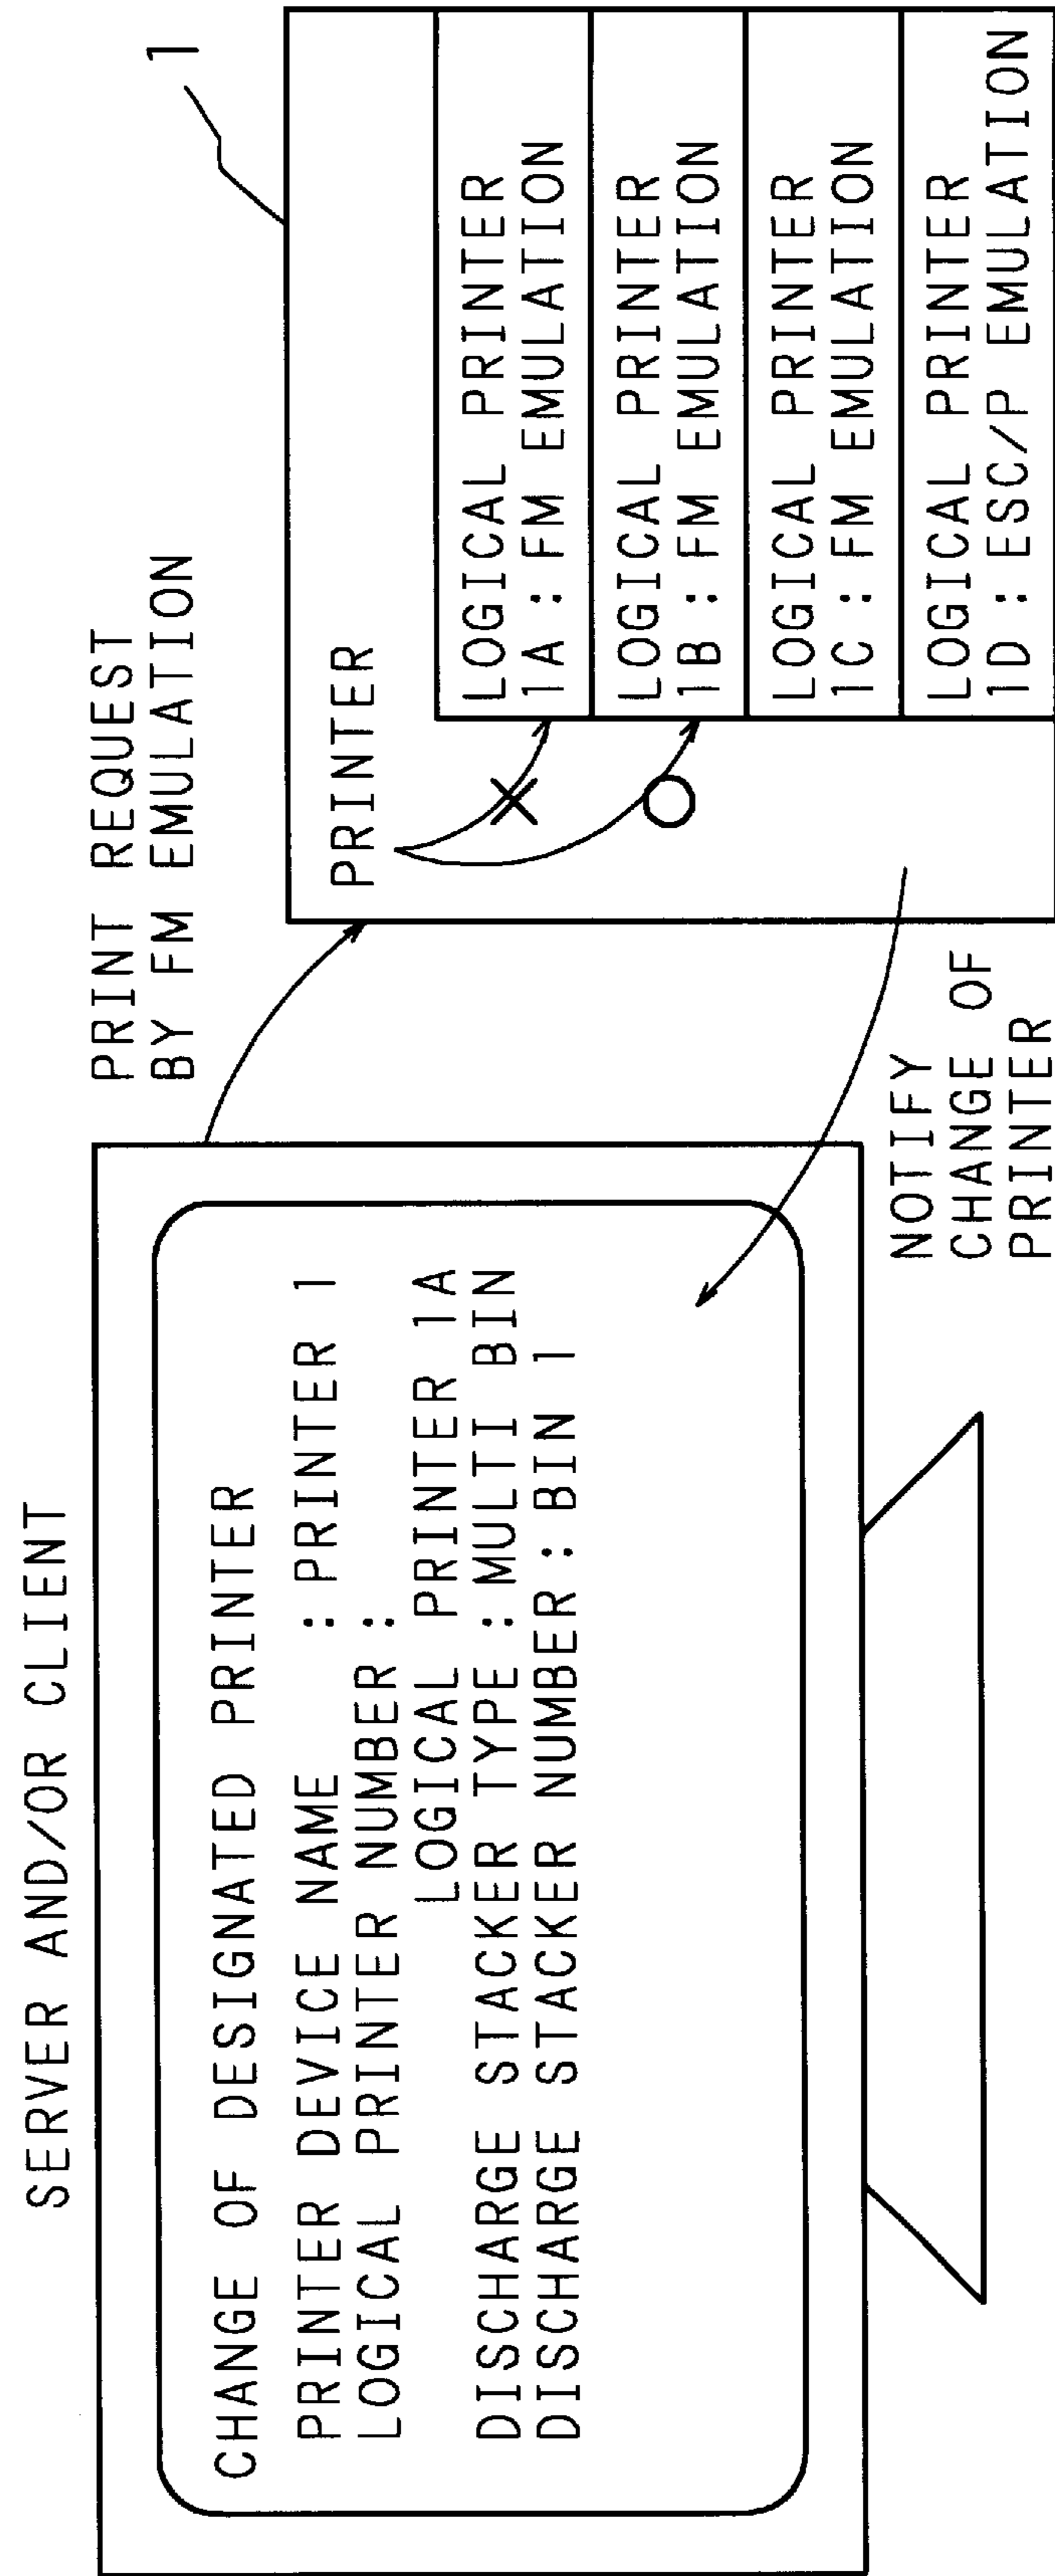 SERVER AND/OR CLIENT
CHANGE OF DESIGNATED PRINTER
PRINTER DEVICE NAME : PRINTER 1
LOGICAL PRINTER NUMBER :
LOGICAL PRINTER 1A
DISCHARGE STACKER TYPE : MULTI BIN
DISCHARGE STACKER NUMBER : BIN 1
PRINT REQUEST
BY FM EMULATION
NOTIFY
CHANGE OF
PRINTER
1
PRINTER
LOGICAL PRINTER
1A : FM EMULATION
LOGICAL PRINTER
1B : FM EMULATION
LOGICAL PRINTER
1C : FM EMULATION
LOGICAL PRINTER
1D : ESC/P EMULATION